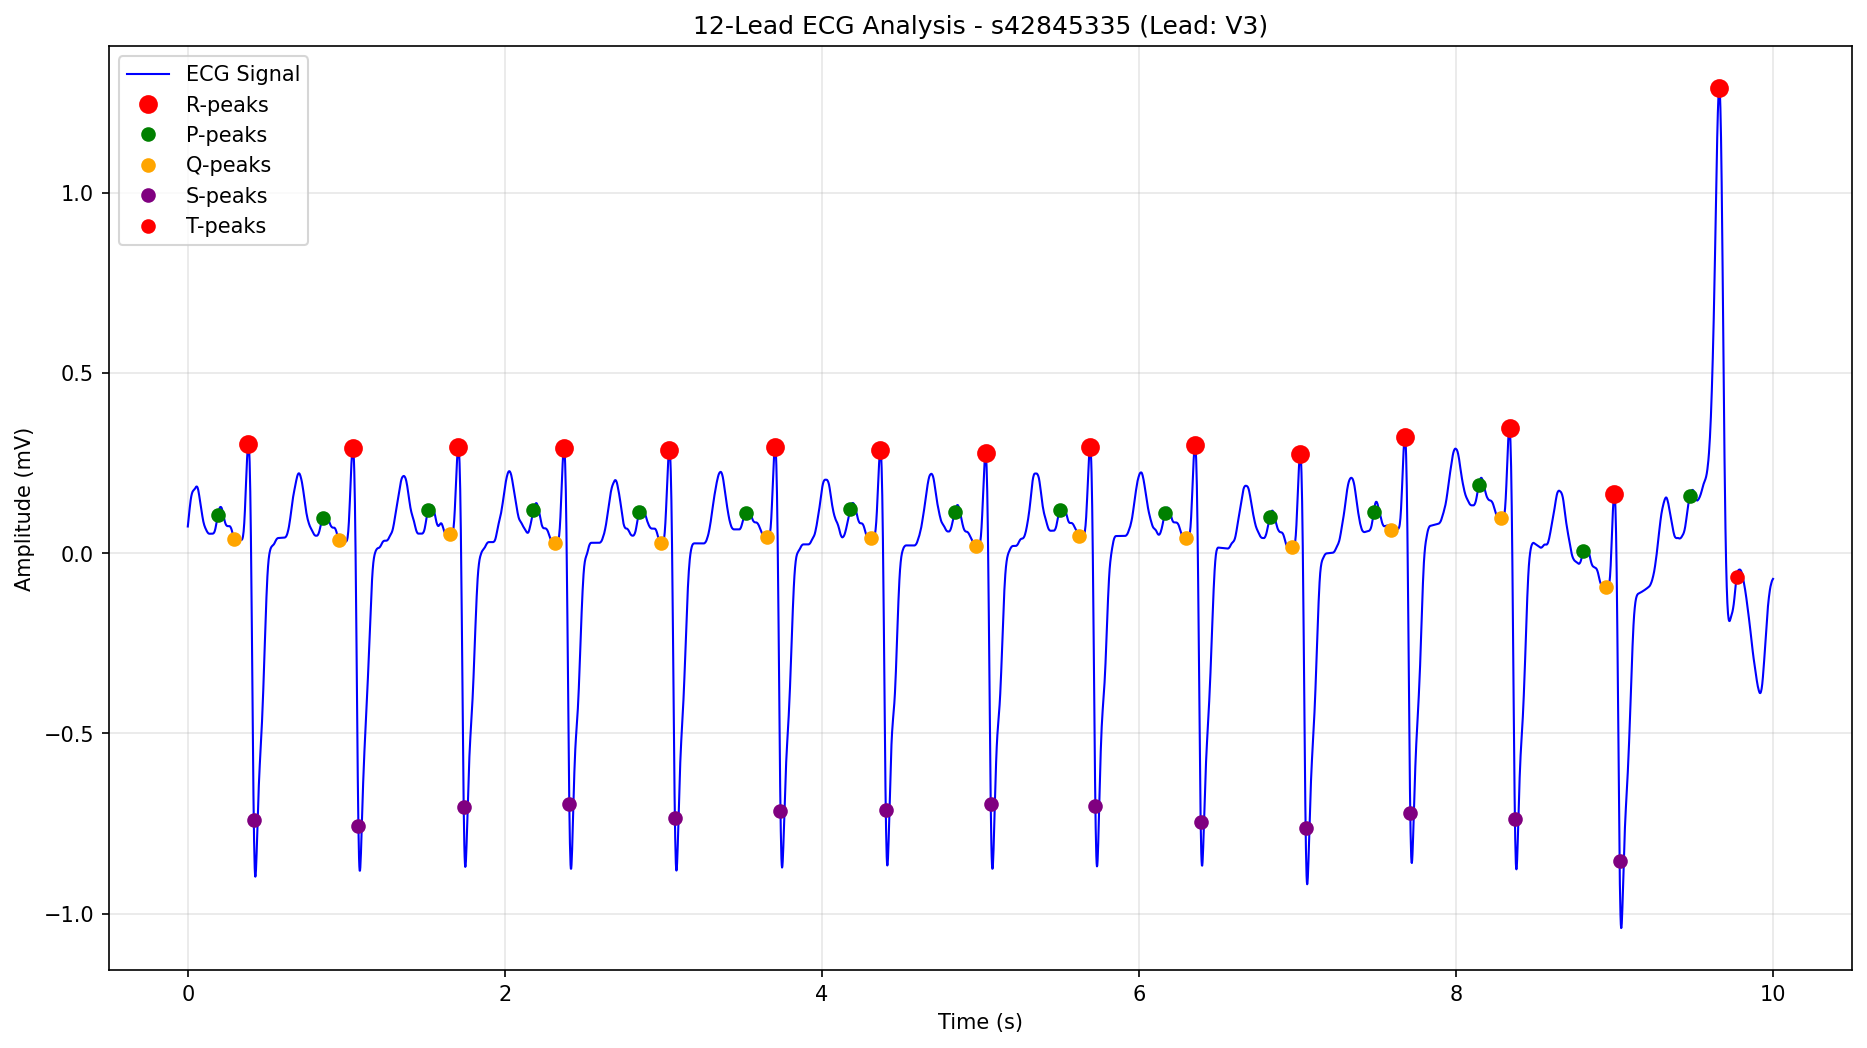 12-Lead ECG Analysis - s42845335 (Lead: V3)
ECG Signal
R-peaks
P-peaks
Q-peaks
S-peaks
T-peaks
Amplitude (mV)
1.0
0.5
0.0
−0.5
−1.0
0 2 4 6 8 10
Time (s)